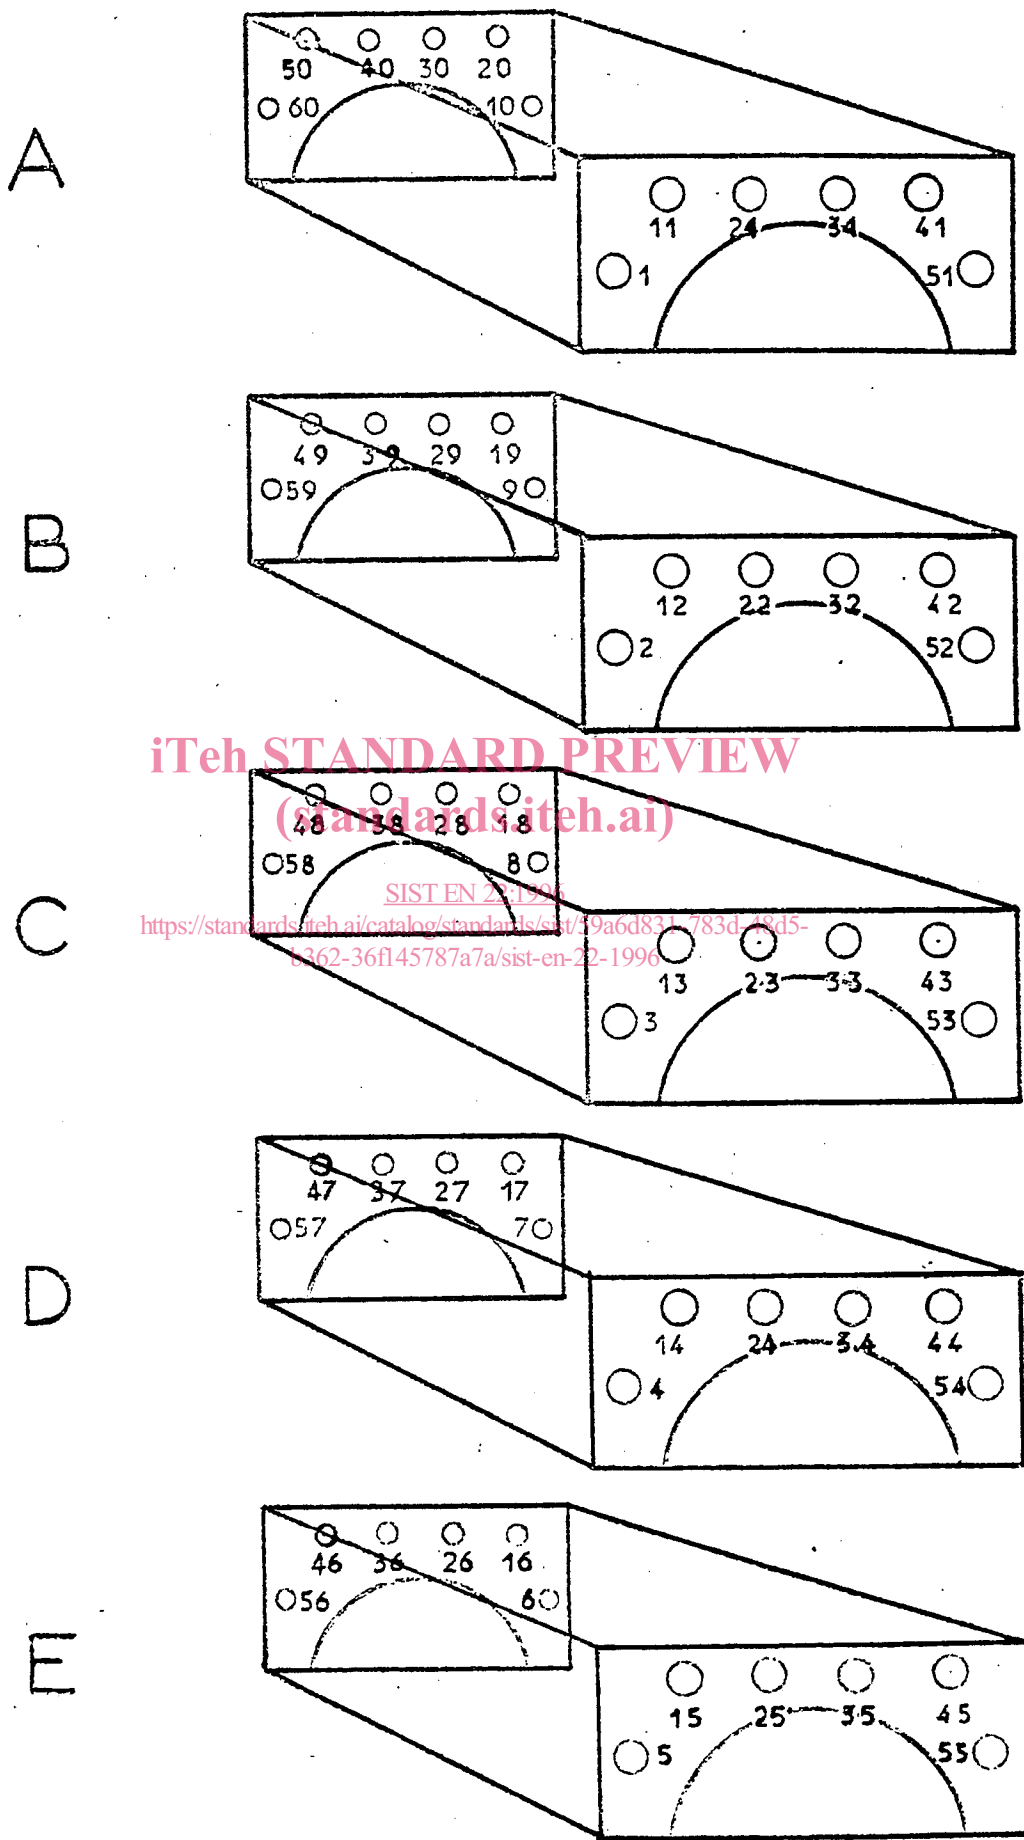 50 40 30 20
60 10
A
11 24 34 41
1 51
49 39 29 19
59 9
B
12 22 32 42
2 52
iTeh STANDARD PREVIEW
(standards.iteh.ai)
48 38 28 18
58 8
SIST EN 22:1996
https://standards.iteh.ai/catalog/standards/sist/59a6d831-783d-48d5-
b362-36f145787a7a/sist-en-22-1996
C
13 23 33 43
3 53
47 37 27 17
57 7
D
14 24 34 44
4 54
46 36 26 16
56 6
E
15 25 35 45
5 55